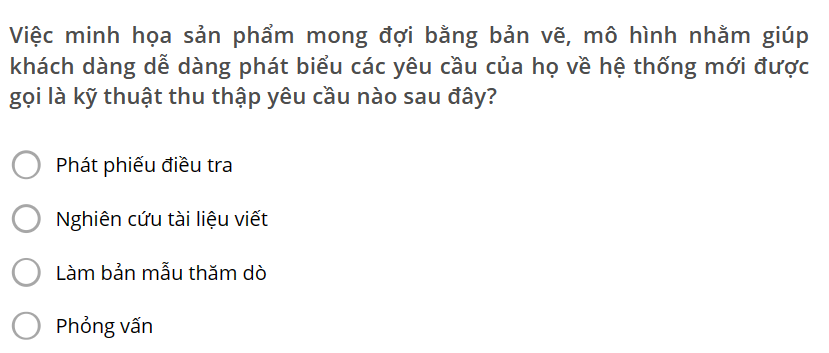 Việc minh họa sản phẩm mong đợi bằng bản vẽ, mô hình nhằm giúp
khách dàng dễ dàng phát biểu các yêu cầu của họ về hệ thống mới được
gọi là kỹ thuật thu thập yêu cầu nào sau đây?
Phát phiếu điều tra
Nghiên cứu tài liệu viết
Làm bản mẫu thăm dò
Phỏng vấn